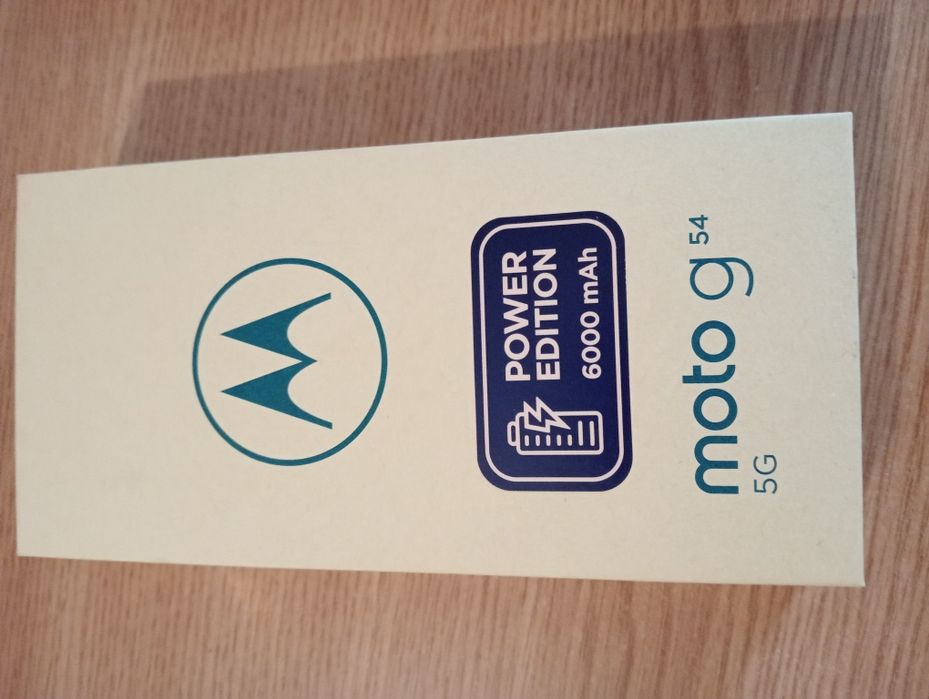 POWER
EDITION
6000 mAh
moto g 54
5G